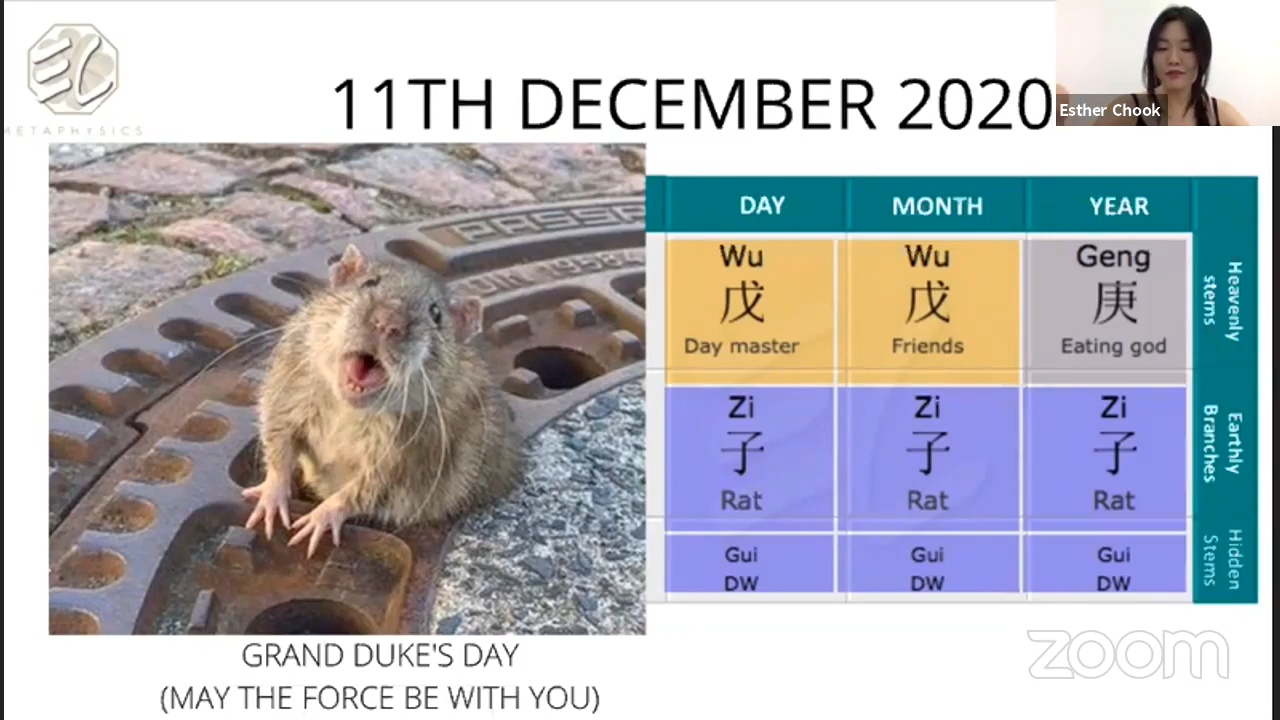 EC
METAPHYSICS
11TH DECEMBER 2020
Esther Chook
DAY MONTH YEAR
Wu Wu Geng
戊 戊 庚
Day master Friends Eating god
Heavenly stems
Zi Zi Zi
子 子 子
Rat Rat Rat
Earthly Branches
Gui Gui Gui
DW DW DW
Hidden Stems
GRAND DUKE'S DAY
(MAY THE FORCE BE WITH YOU)
zoom